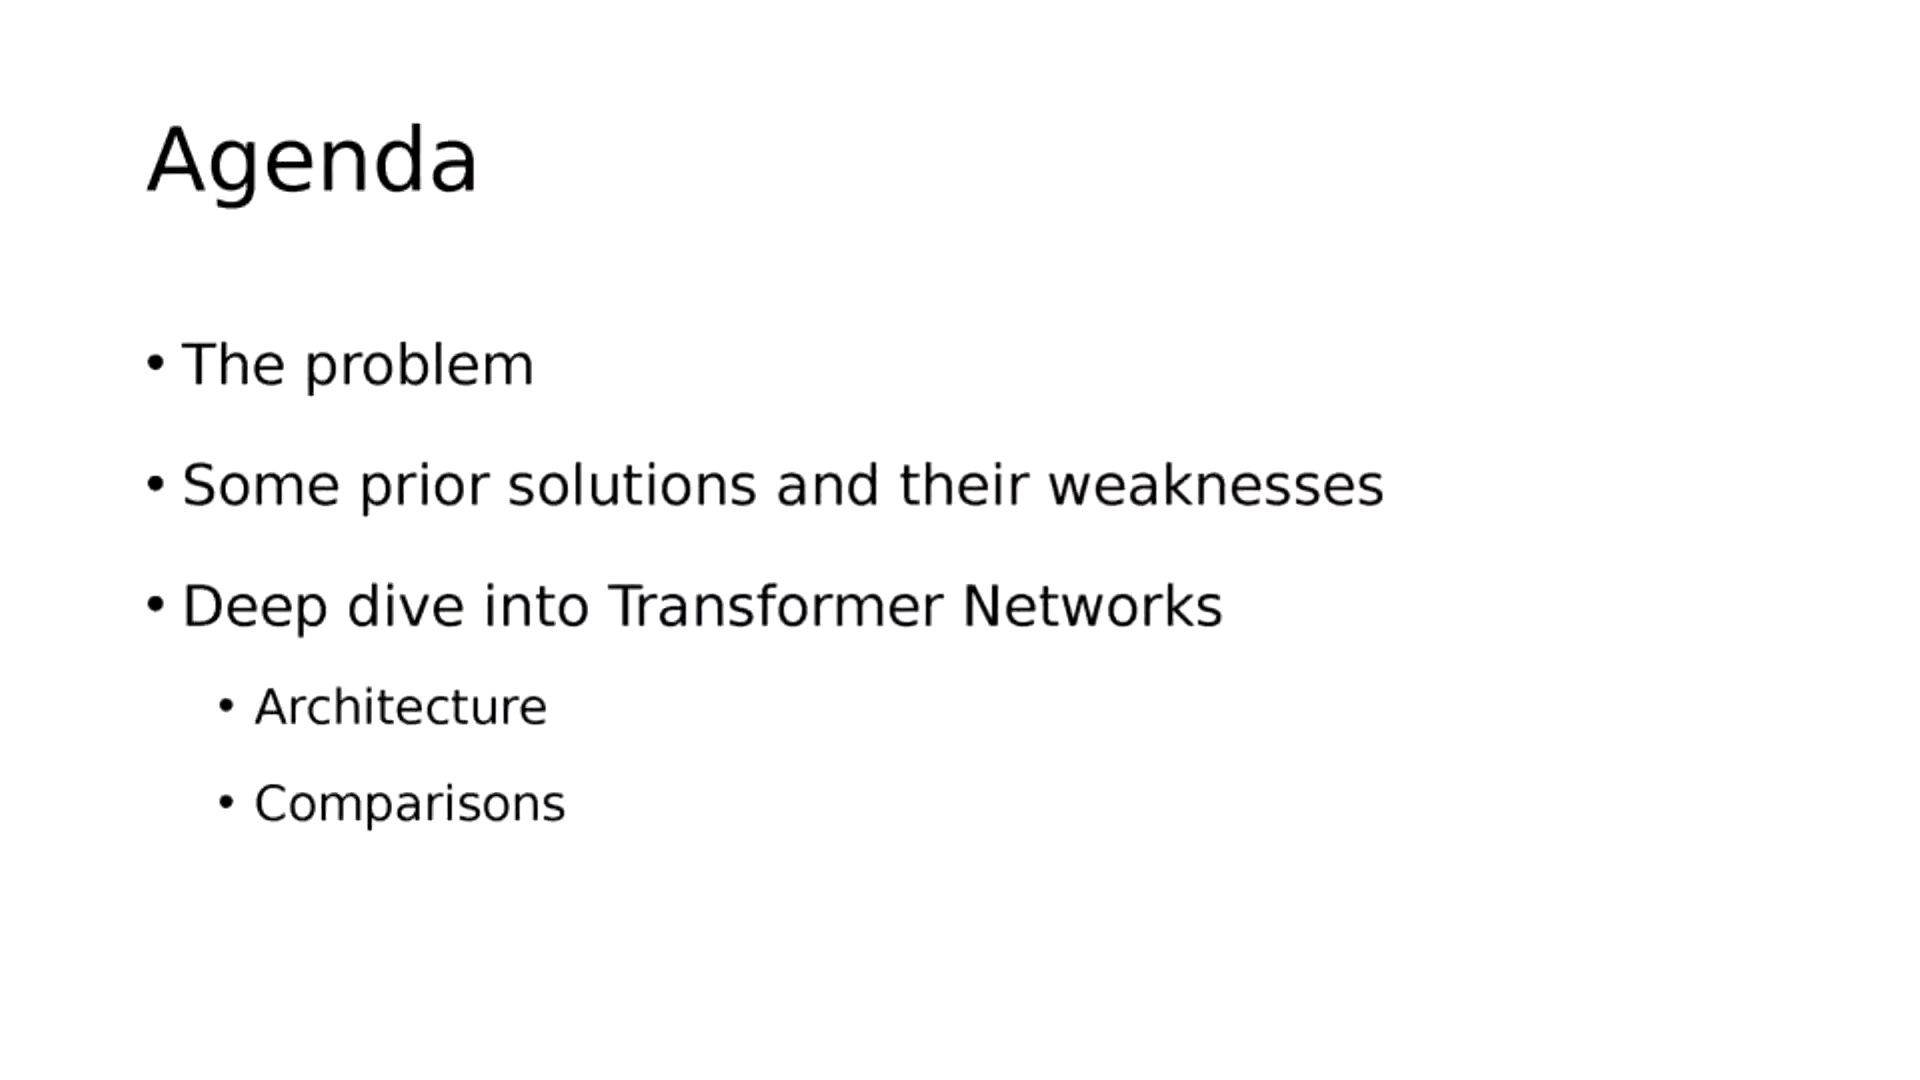 Agenda
• The problem
• Some prior solutions and their weaknesses
• Deep dive into Transformer Networks
• Architecture
• Comparisons